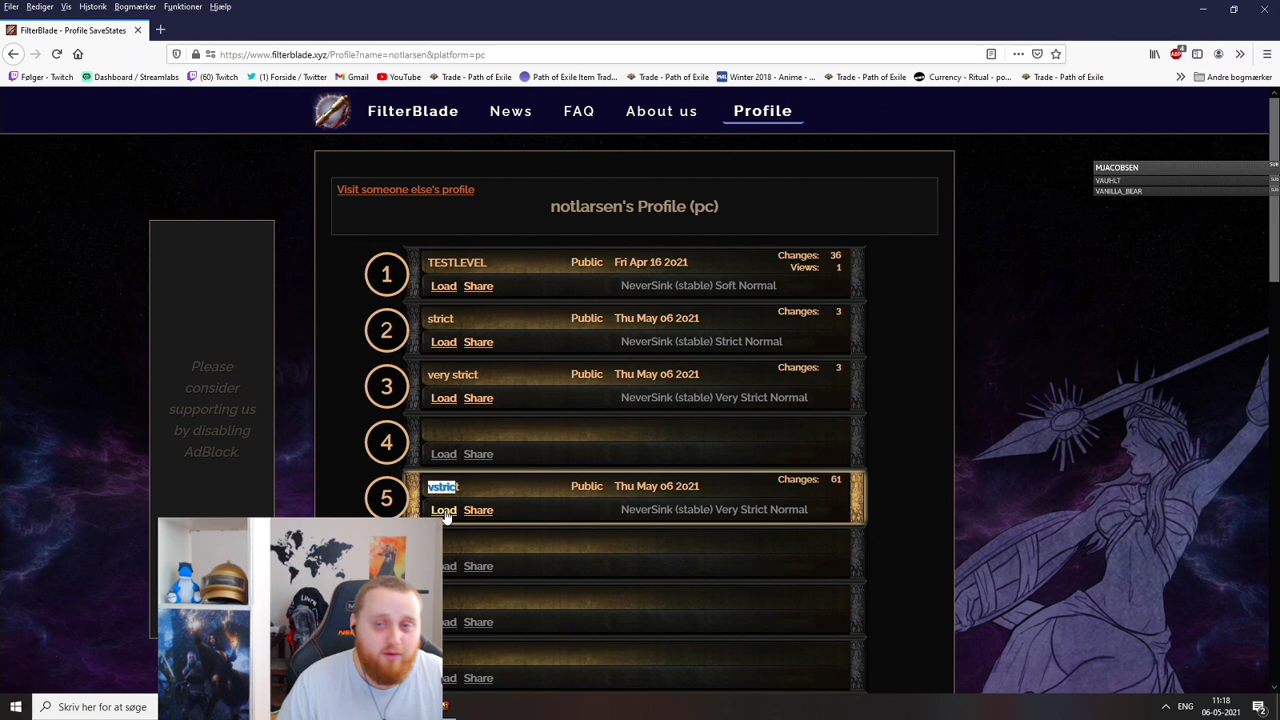 Filer Rediger Vis Historik Bogmærker Funktioner Hjælp
FilterBlade - Profile SaveStates
https://www.filterblade.xyz/Profile?name=notlarsen&platform=pc
Følger - Twitch Dashboard / Streamlabs (60) Twitch (1) Forside / Twitter Gmail YouTube Trade - Path of Exile Path of Exile Item Trad... Trade - Path of Exile Winter 2018 - Anime - ... Trade - Path of Exile Currency - Ritual - po... Trade - Path of Exile Andre bogmærker
FilterBlade News FAQ About us Profile
Visit someone else's profile
notlarsen's Profile (pc)
MJACOBSEN
VAUHLT
VANILLA_BEAR
Please
consider
supporting us
by disabling
AdBlock.
1 TESTLEVEL Public Fri Apr 16 2021 Changes: 36
Views: 1
Load Share NeverSink (stable) Soft Normal
2 strict Public Thu May 06 2021 Changes: 3
Load Share NeverSink (stable) Strict Normal
3 very strict Public Thu May 06 2021 Changes: 3
Load Share NeverSink (stable) Very Strict Normal
4
Load Share
5 vstrict Public Thu May 06 2021 Changes: 61
Load Share NeverSink (stable) Very Strict Normal
Share
Share
Share
Skriv her for at søge
ENG
11:18
06-05-2021